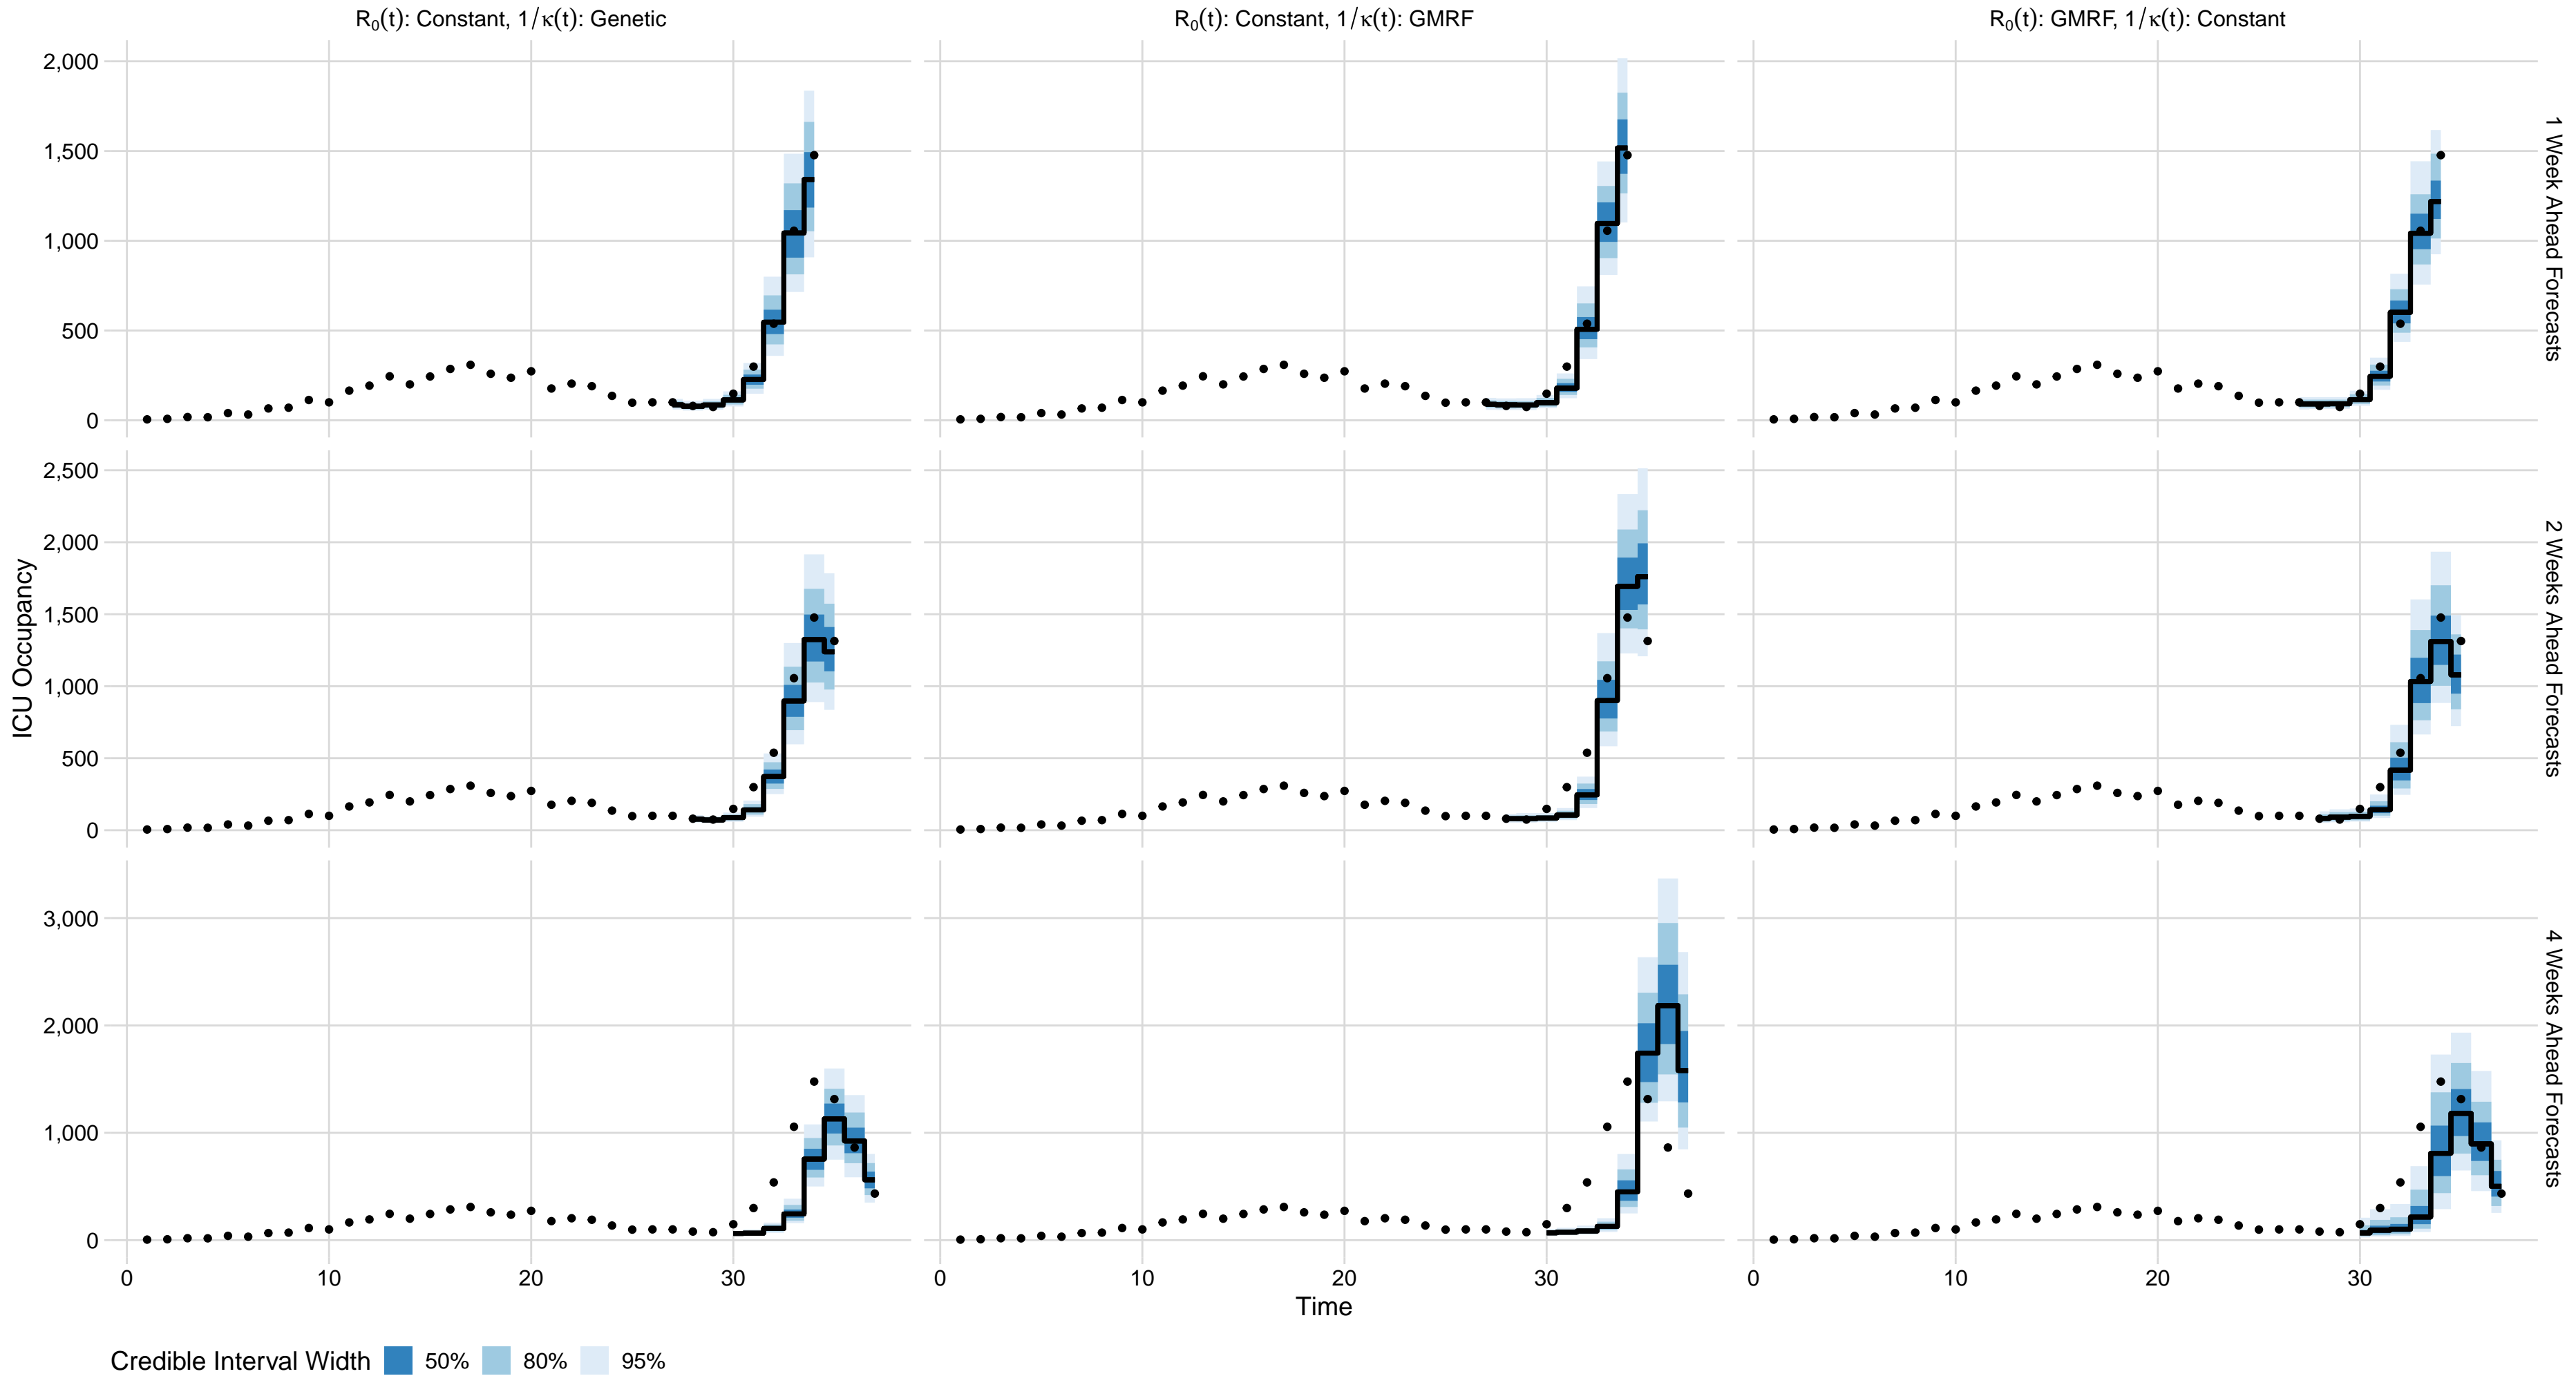 R₀(t): Constant, 1/κ(t): Genetic
R₀(t): Constant, 1/κ(t): GMRF
R₀(t): GMRF, 1/κ(t): Constant
2,000
1,500
1,000
500
0
1 Week Ahead Forecasts
2,500
2,000
1,500
1,000
500
0
2 Weeks Ahead Forecasts
ICU Occupancy
3,000
2,000
1,000
0
4 Weeks Ahead Forecasts
0 10 20 30
0 10 20 30
0 10 20 30
Time
Credible Interval Width 50% 80% 95%